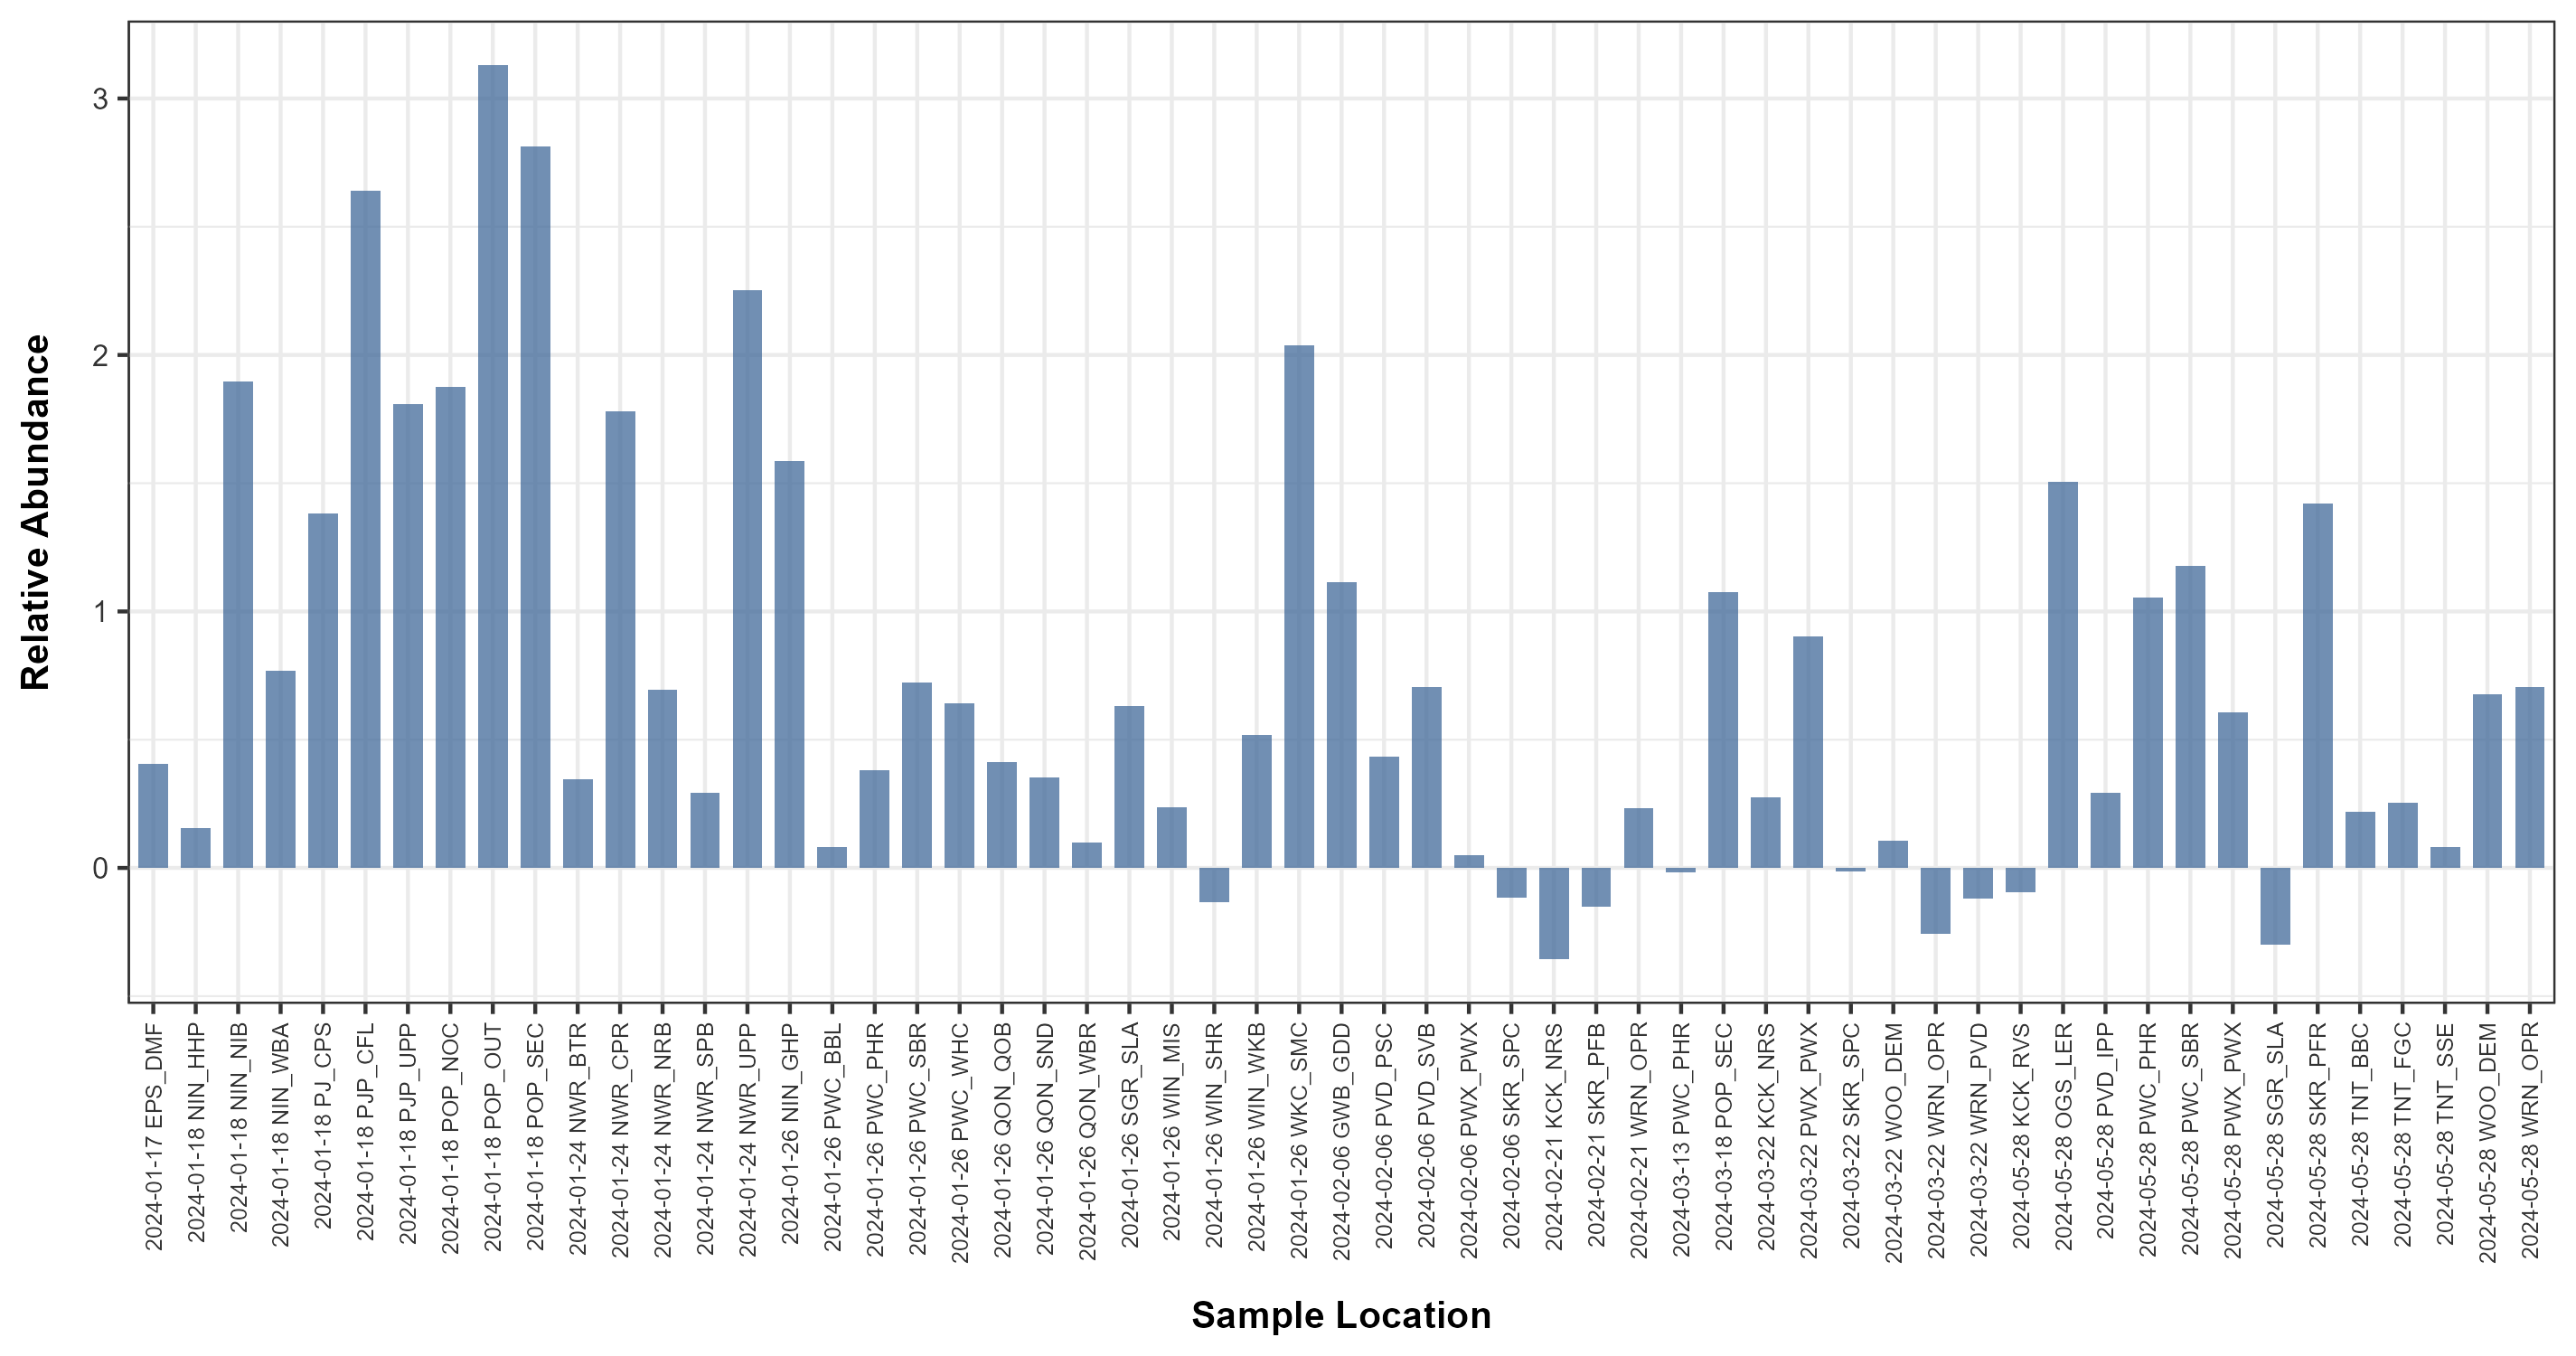 Relative Abundance
3
2
1
0
2024-01-17 EPS_DMF
2024-01-18 NIN_HHP
2024-01-18 NIN_NIB
2024-01-18 NIN_WBA
2024-01-18 PJ_CPS
2024-01-18 PJP_CFL
2024-01-18 PJP_UPP
2024-01-18 POP_NOC
2024-01-18 POP_OUT
2024-01-18 POP_SEC
2024-01-24 NWR_BTR
2024-01-24 NWR_CPR
2024-01-24 NWR_NRB
2024-01-24 NWR_SPB
2024-01-24 NWR_UPP
2024-01-26 NIN_GHP
2024-01-26 PWC_BBL
2024-01-26 PWC_PHR
2024-01-26 PWC_SBR
2024-01-26 PWC_WHC
2024-01-26 QON_QOB
2024-01-26 QON_SND
2024-01-26 QON_WBR
2024-01-26 SGR_SLA
2024-01-26 WIN_MIS
2024-01-26 WIN_SHR
2024-01-26 WIN_WKB
2024-01-26 WKC_SMC
2024-02-06 GWB_GDD
2024-02-06 PVD_PSC
2024-02-06 PVD_SVB
2024-02-06 PWX_PWX
2024-02-06 SKR_SPC
2024-02-21 KCK_NRS
2024-02-21 SKR_PFB
2024-02-21 WRN_OPR
2024-03-13 PWC_PHR
2024-03-18 POP_SEC
2024-03-22 KCK_NRS
2024-03-22 PWX_PWX
2024-03-22 SKR_SPC
2024-03-22 WOO_DEM
2024-03-22 WRN_OPR
2024-03-22 WRN_PVD
2024-05-28 KCK_RVS
2024-05-28 OGS_LER
2024-05-28 PVD_IPP
2024-05-28 PWC_PHR
2024-05-28 PWC_SBR
2024-05-28 PWX_PWX
2024-05-28 SGR_SLA
2024-05-28 SKR_PFR
2024-05-28 TNT_BBC
2024-05-28 TNT_FGC
2024-05-28 TNT_SSE
2024-05-28 WOO_DEM
2024-05-28 WRN_OPR
Sample Location